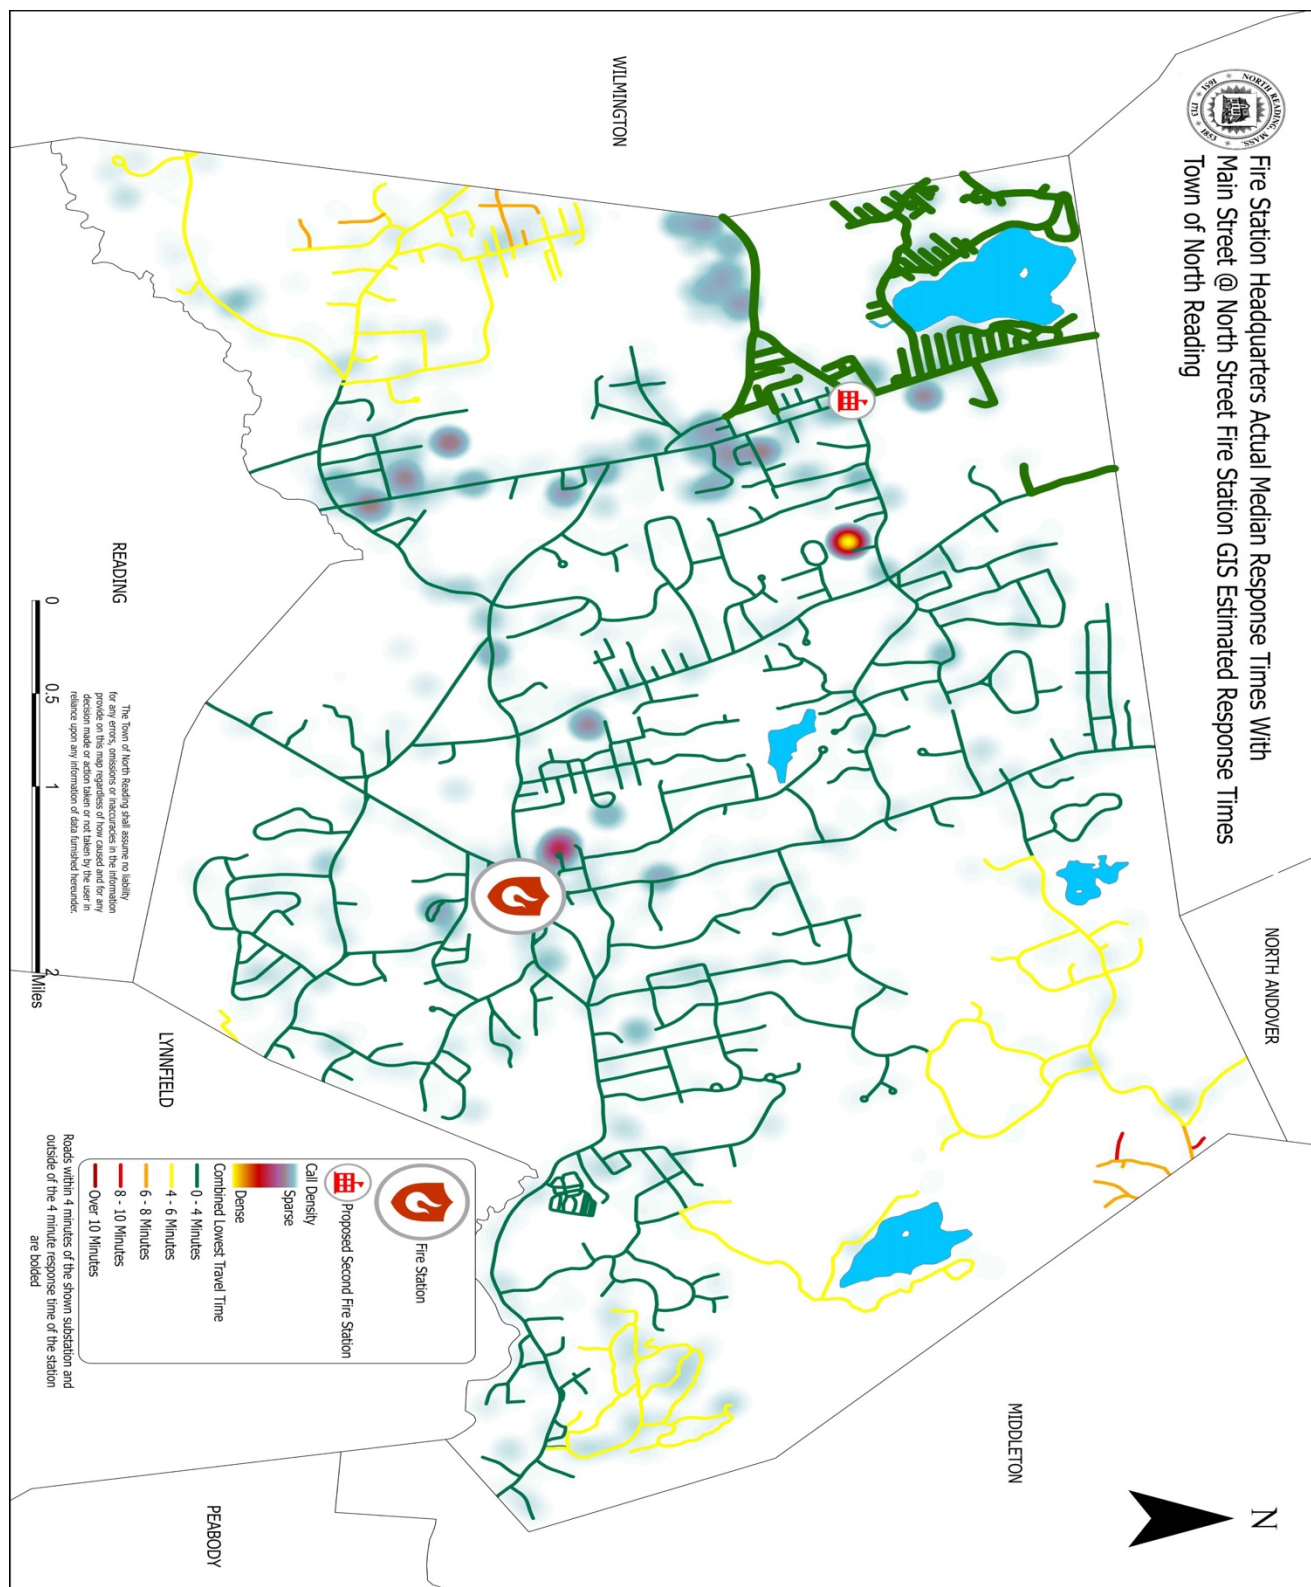 Fire Station Headquarters Actual Median Response Times With
Main Street @ North Street Fire Station GIS Estimated Response Times
Town of North Reading
NORTH READING, MASS.
1651 * 1713 * 1853
WILMINGTON
NORTH ANDOVER
N
MIDDLETON
READING
LYNNFIELD
PEABODY
The Town of North Reading shall assume no liability
for any errors, omissions or inaccuracies in the information
provide on this map regardless of how caused and for any
decision made or action taken or not taken by the user in
reliance upon any information of data furnished hereunder.
0 0.5 1 2
Miles
Fire Station
Proposed Second Fire Station
Call Density
Sparse
Dense
Combined Lowest Travel Time
0 - 4 Minutes
4 - 6 Minutes
6 - 8 Minutes
8 - 10 Minutes
Over 10 Minutes
Roads within 4 minutes of the shown substation and
outside of the 4 minute response time of the station
are bolded